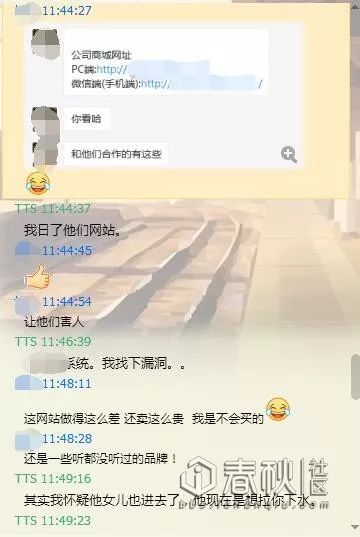 11:44:27
公司商城网址
PC端:http://
微信端(手机端):http:/ /
你看哈
和他们合作的有这些
TTS 11:44:37
我日了他们网站。
11:44:45
11:44:54
让他们害人
TTS 11:46:39
系统。我找下漏洞。。
11:48:11
这网站做得这么差 还卖这么贵 我是不会买的
11:48:28
还是一些听都没听过的品牌！
TTS 11:49:16
其实我怀疑他女儿也进去了，他现在是想拉你下水。
TTS 11:49:23
春秋社区